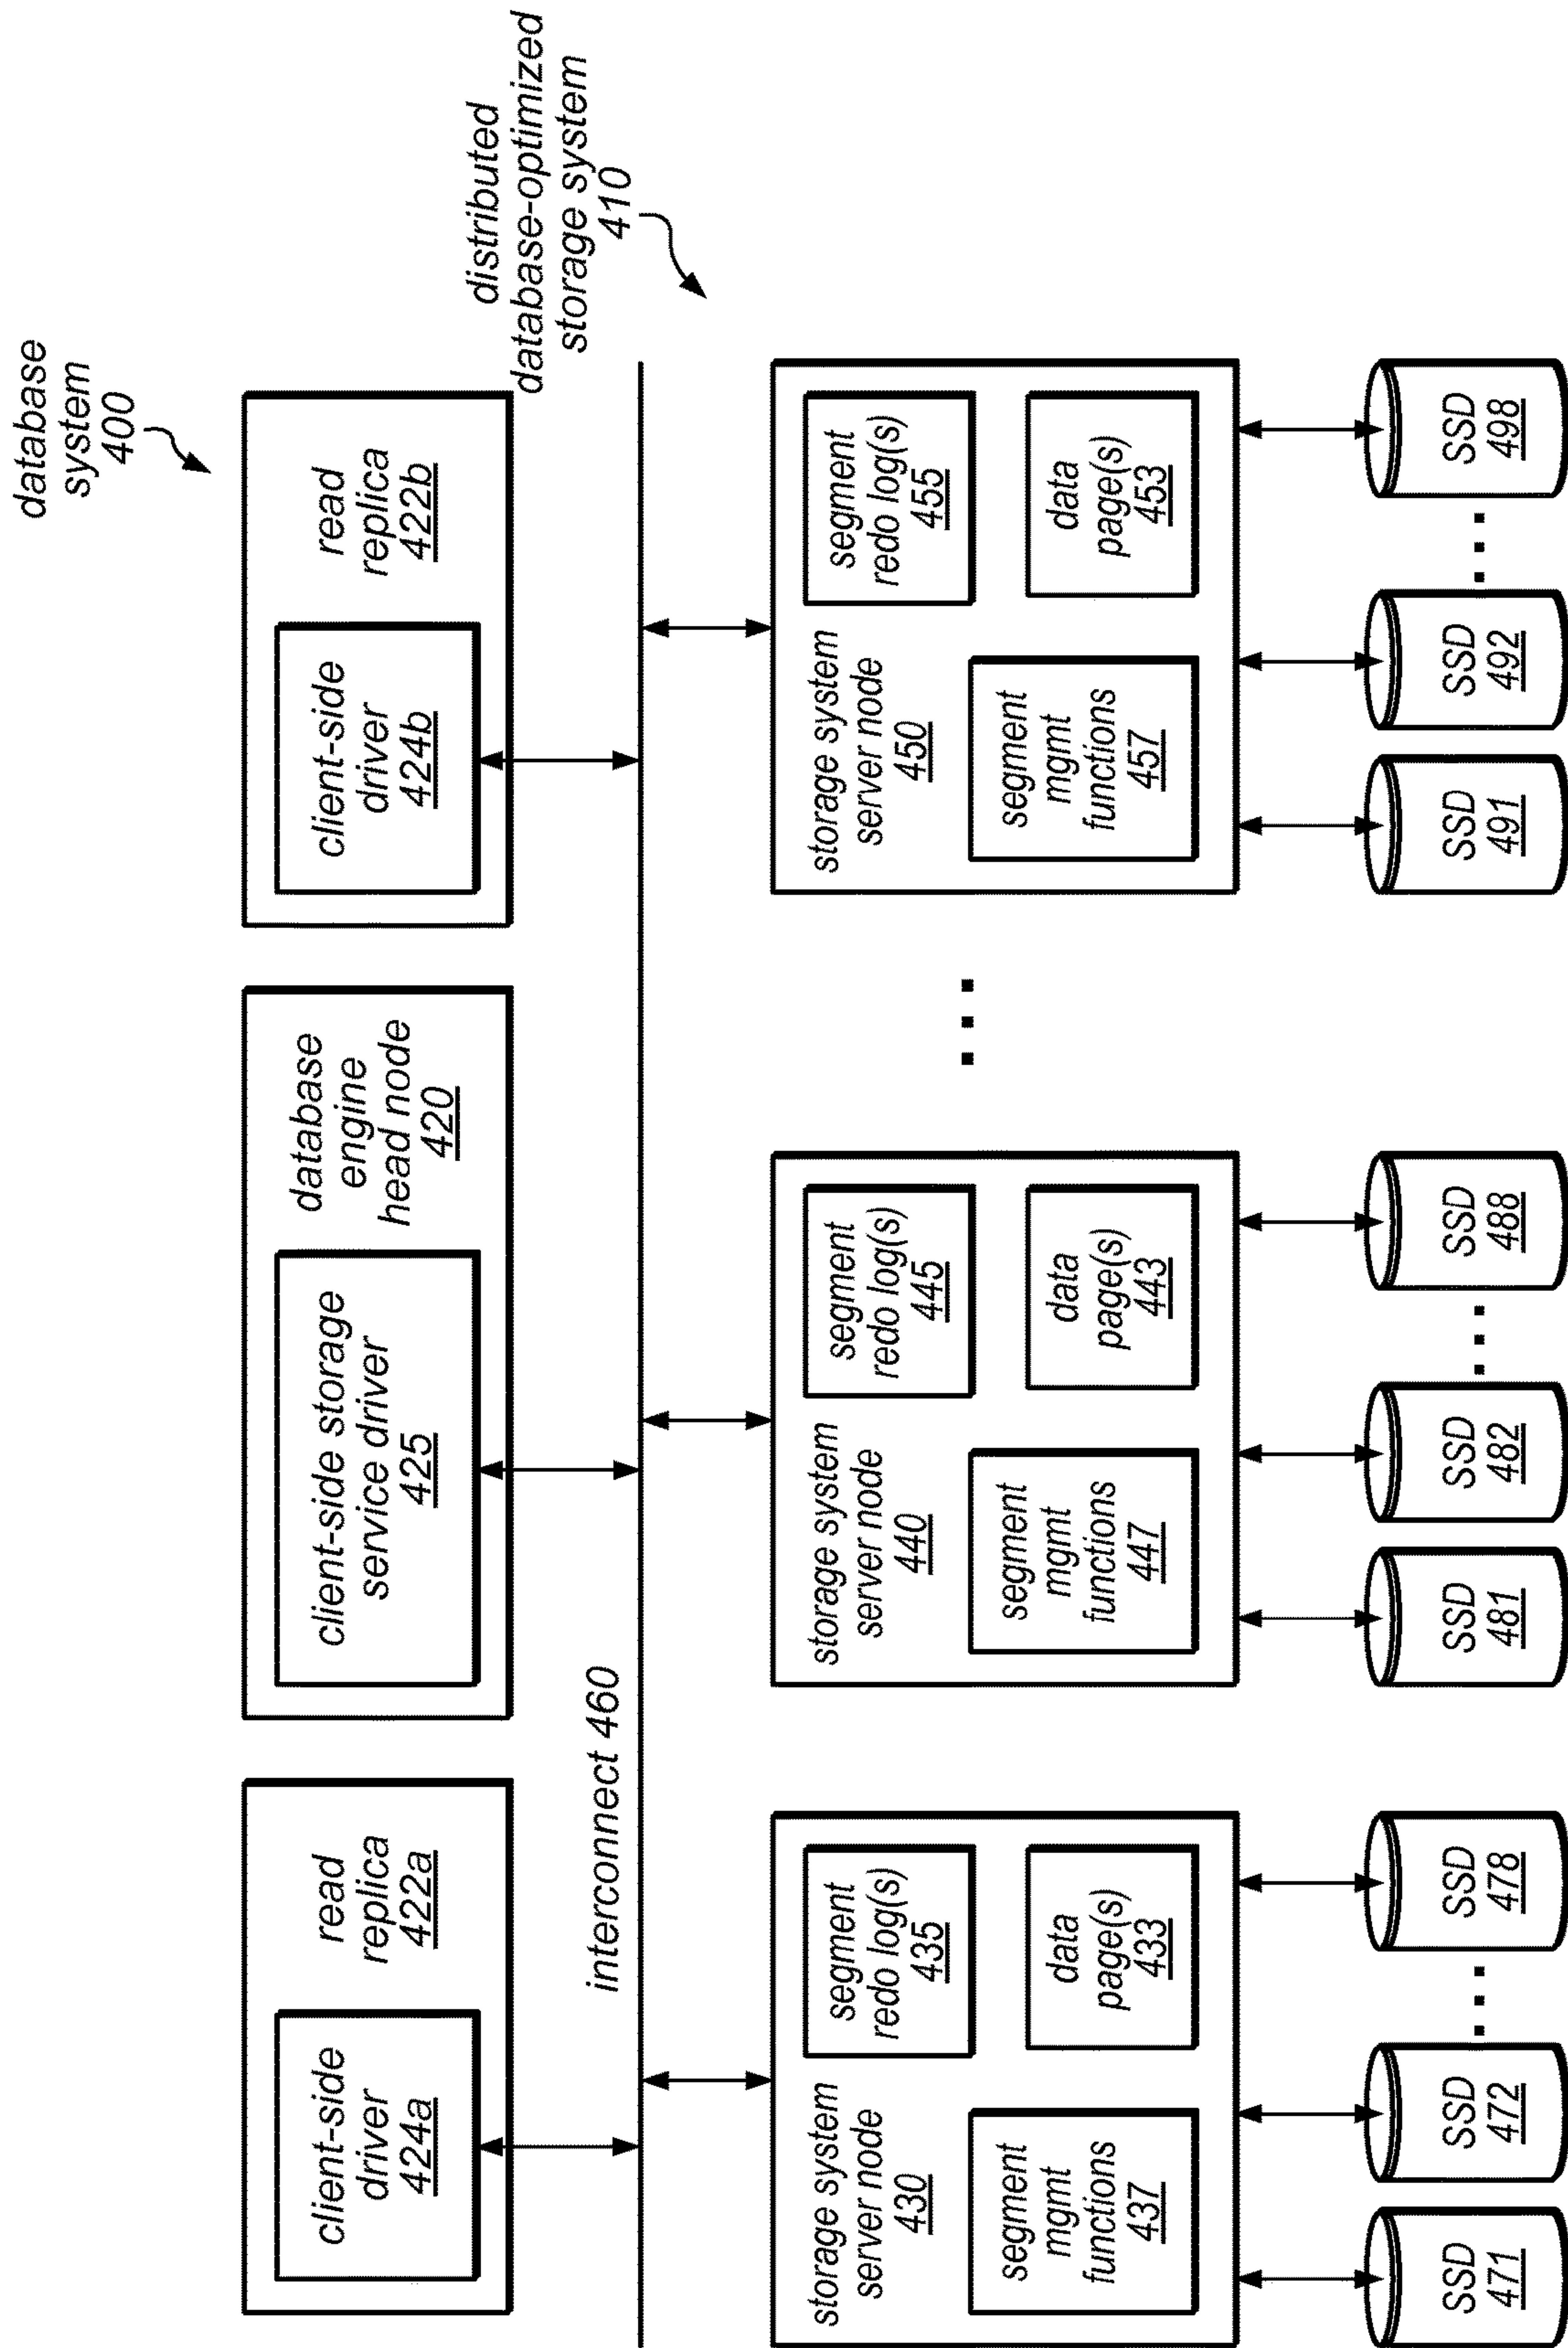 database
system
400
read
replica
422a
client-side
driver
424a
database
engine
head node
420
client-side storage
service driver
425
read
replica
422b
client-side
driver
424b
interconnect 460
distributed
database-optimized
storage system
410
storage system
server node
430
segment
redo log(s)
435
segment
mgmt
functions
437
data
page(s)
433
storage system
server node
440
segment
redo log(s)
445
segment
mgmt
functions
447
data
page(s)
443
...
storage system
server node
450
segment
redo log(s)
455
segment
mgmt
functions
457
data
page(s)
453
SSD
471
SSD
472
...
SSD
478
SSD
481
SSD
482
...
SSD
488
SSD
491
SSD
492
...
SSD
498